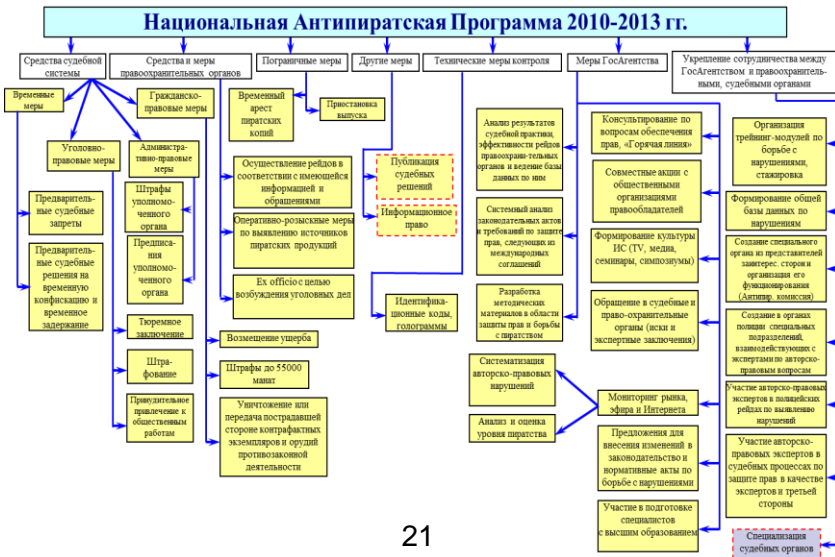 Национальная Антипиратская Программа 2010-2013 гг.
Средства судебной
системы
Средства и меры
правоохранительных органов
Пограничные меры
Другие меры
Технические меры контроля
Меры ГосАгентства
Укрепление сотрудничества между
ГосАгентством и правоохранитель-
ными, судебными органами
Временные
меры
Гражданско-
правовые меры
Уголовно-
правовые меры
Администра-
тивно-правовые
меры
Предваритель-
ные судебные
запреты
Предваритель-
ные судебные
решения на
временную
конфискацию и
временное
задержание
Штрафы
уполномо-
ченного
органа
Предписа-
ния
уполномо-
ченного
органа
Тюремное
заключение
Штра-
фование
Принудительное
привлечение к
общественным
работам
Временный
арест
пиратских
копий
Приостановка
выпуска
Осуществление рейдов в
соответствии с имеющейся
информацией и
обращениями
Оперативно-розыскные меры
по выявлению источников
пиратских продукций
Ex officio с целью
возбуждения уголовных дел
Возмещение ущерба
Штрафы до 55000
манат
Уничтожение или
передача пострадавшей
стороне контрафактных
экземпляров и орудий
противозаконной
деятельности
Публикация
судебных
решений
Информационное
право
Идентифика-
ционные коды,
голограммы
Анализ результатов
судебной практики,
эффективности рейдов
правоохрани-тельных
органов и ведение базы
данных по ним
Системный анализ
законодательных актов
и требований по защите
прав, следующих из
международных
соглашений
Разработка
методических
материалов в области
защиты прав и борьбы
с пиратством
Консультирование по
вопросам обеспечения
прав, «Горячая линия»
Совместные акции с
общественными
организациями
правообладателей
Формирование культуры
ИС (TV, медиа,
семинары, симпозиумы)
Обращение в судебные и
право-охранительные
органы (иски и
экспертные заключения)
Систематизация
авторско-правовых
нарушений
Анализ и оценка
уровня пиратства
Мониторинг рынка,
эфира и Интернета
Предложения для
внесения изменений в
законодательство и
нормативные акты по
борьбе с нарушениями
Участие в подготовке
специалистов
с высшим образованием
Организация
трейнинг-модулей по
борьбе с
нарушениями,
стажировка
Формирование общей
базы данных по
нарушениям
Создание специального
органа из представителей
заинтерес. сторон и
организация его
функционирования
(Антипир. комиссия)
Создание в органах
полиции специальных
подразделений,
взаимодействующих с
экспертами по авторско-
правовым вопросам
Участие авторско-правовых
экспертов в полицейских
рейдах по выявлению
нарушений
Участие авторско-
правовых экспертов в
судебных процессах по
защите прав в качестве
экспертов и третьей
стороны
Специализация
судебных органов
21